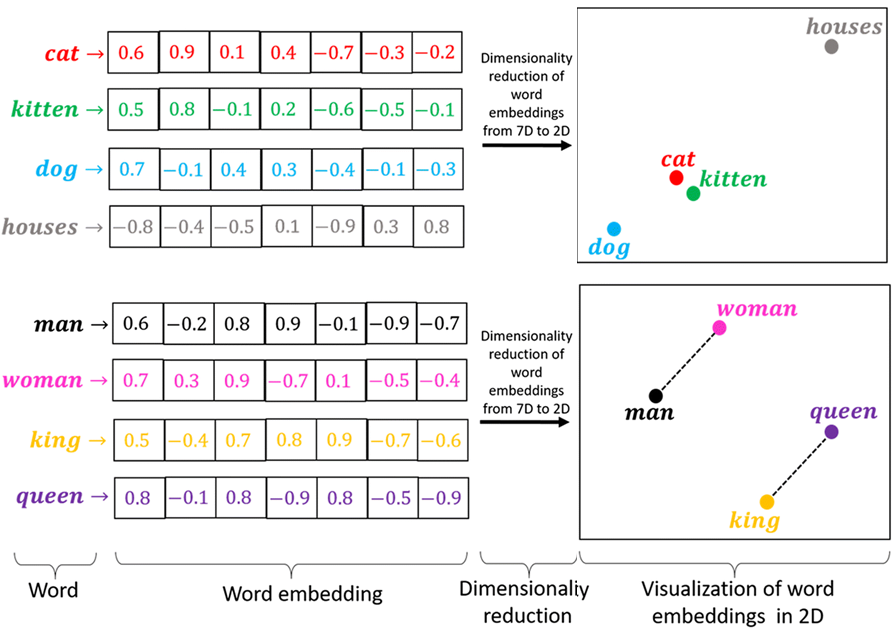 cat → 0.6 0.9 0.1 0.4 −0.7 −0.3 −0.2
kitten → 0.5 0.8 −0.1 0.2 −0.6 −0.5 −0.1
dog → 0.7 −0.1 0.4 0.3 −0.4 −0.1 −0.3
houses → −0.8 −0.4 −0.5 0.1 −0.9 0.3 0.8
Dimensionality
reduction of
word
embeddings
from 7D to 2D
houses
cat
kitten
dog
man → 0.6 −0.2 0.8 0.9 −0.1 −0.9 −0.7
woman → 0.7 0.3 0.9 −0.7 0.1 −0.5 −0.4
king → 0.5 −0.4 0.7 0.8 0.9 −0.7 −0.6
queen → 0.8 −0.1 0.8 −0.9 0.8 −0.5 −0.9
Dimensionality
reduction of
word
embeddings
from 7D to 2D
woman
man
queen
king
Word
Word embedding
Dimensionality
reduction
Visualization of word
embeddings in 2D